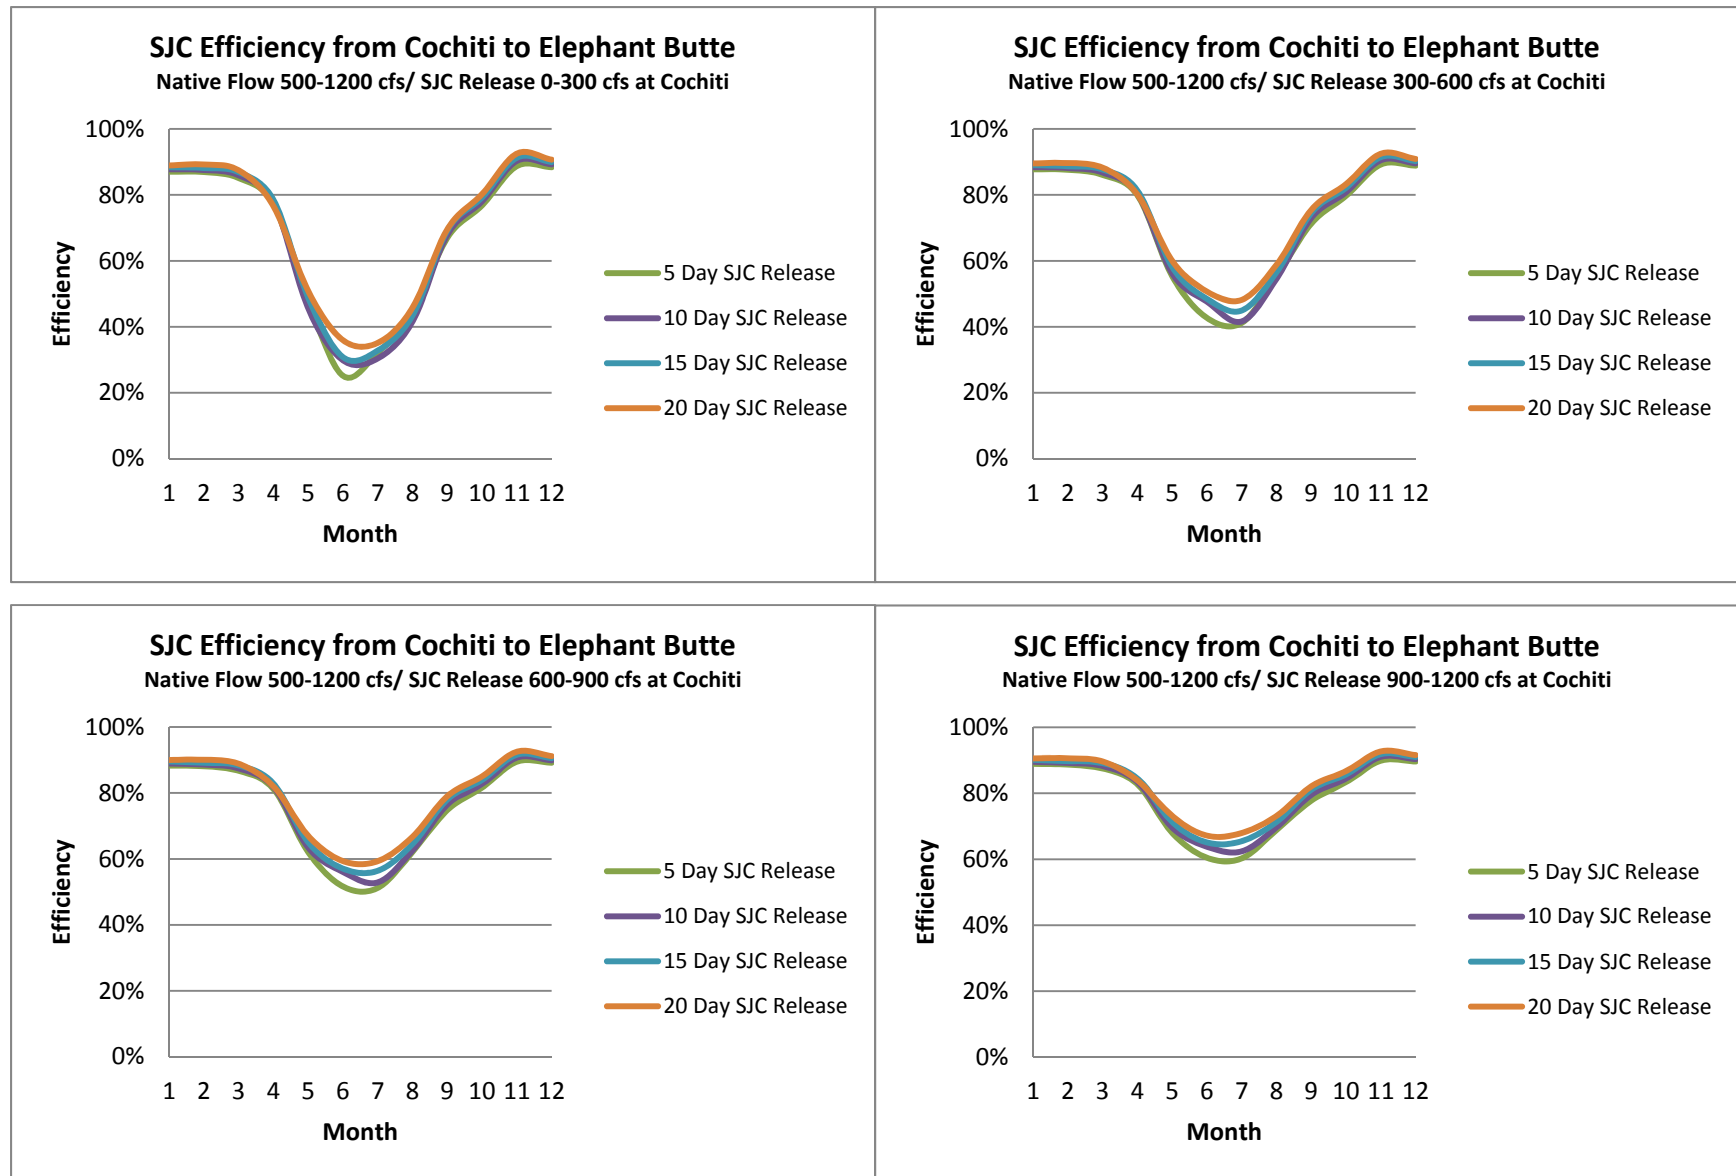 SJC Efficiency from Cochiti to Elephant Butte
Native Flow 500-1200 cfs/ SJC Release 0-300 cfs at Cochiti
100%
80%
60%
40%
20%
0%
Efficiency
1 2 3 4 5 6 7 8 9 10 11 12
Month
5 Day SJC Release
10 Day SJC Release
15 Day SJC Release
20 Day SJC Release
SJC Efficiency from Cochiti to Elephant Butte
Native Flow 500-1200 cfs/ SJC Release 300-600 cfs at Cochiti
100%
80%
60%
40%
20%
0%
Efficiency
1 2 3 4 5 6 7 8 9 10 11 12
Month
5 Day SJC Release
10 Day SJC Release
15 Day SJC Release
20 Day SJC Release
SJC Efficiency from Cochiti to Elephant Butte
Native Flow 500-1200 cfs/ SJC Release 600-900 cfs at Cochiti
100%
80%
60%
40%
20%
0%
Efficiency
1 2 3 4 5 6 7 8 9 10 11 12
Month
5 Day SJC Release
10 Day SJC Release
15 Day SJC Release
20 Day SJC Release
SJC Efficiency from Cochiti to Elephant Butte
Native Flow 500-1200 cfs/ SJC Release 900-1200 cfs at Cochiti
100%
80%
60%
40%
20%
0%
Efficiency
1 2 3 4 5 6 7 8 9 10 11 12
Month
5 Day SJC Release
10 Day SJC Release
15 Day SJC Release
20 Day SJC Release